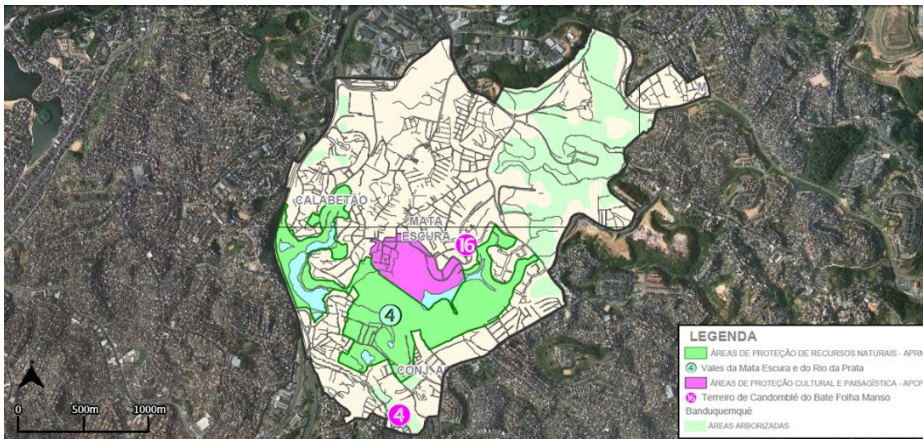 M
CALABETÃO
MATA
ESCURA
16
4
CONJ. A
4
0 500m 1000m
LEGENDA
ÁREAS DE PROTEÇÃO DE RECURSOS NATURAIS - APRN
4 Vales da Mata Escura e do Rio da Prata
ÁREAS DE PROTEÇÃO CULTURAL E PAISAGÍSTICA - APCP
16 Terreiro de Candomblé do Bate Folha Manso
Banduquemqué
ÁREAS ARBORIZADAS